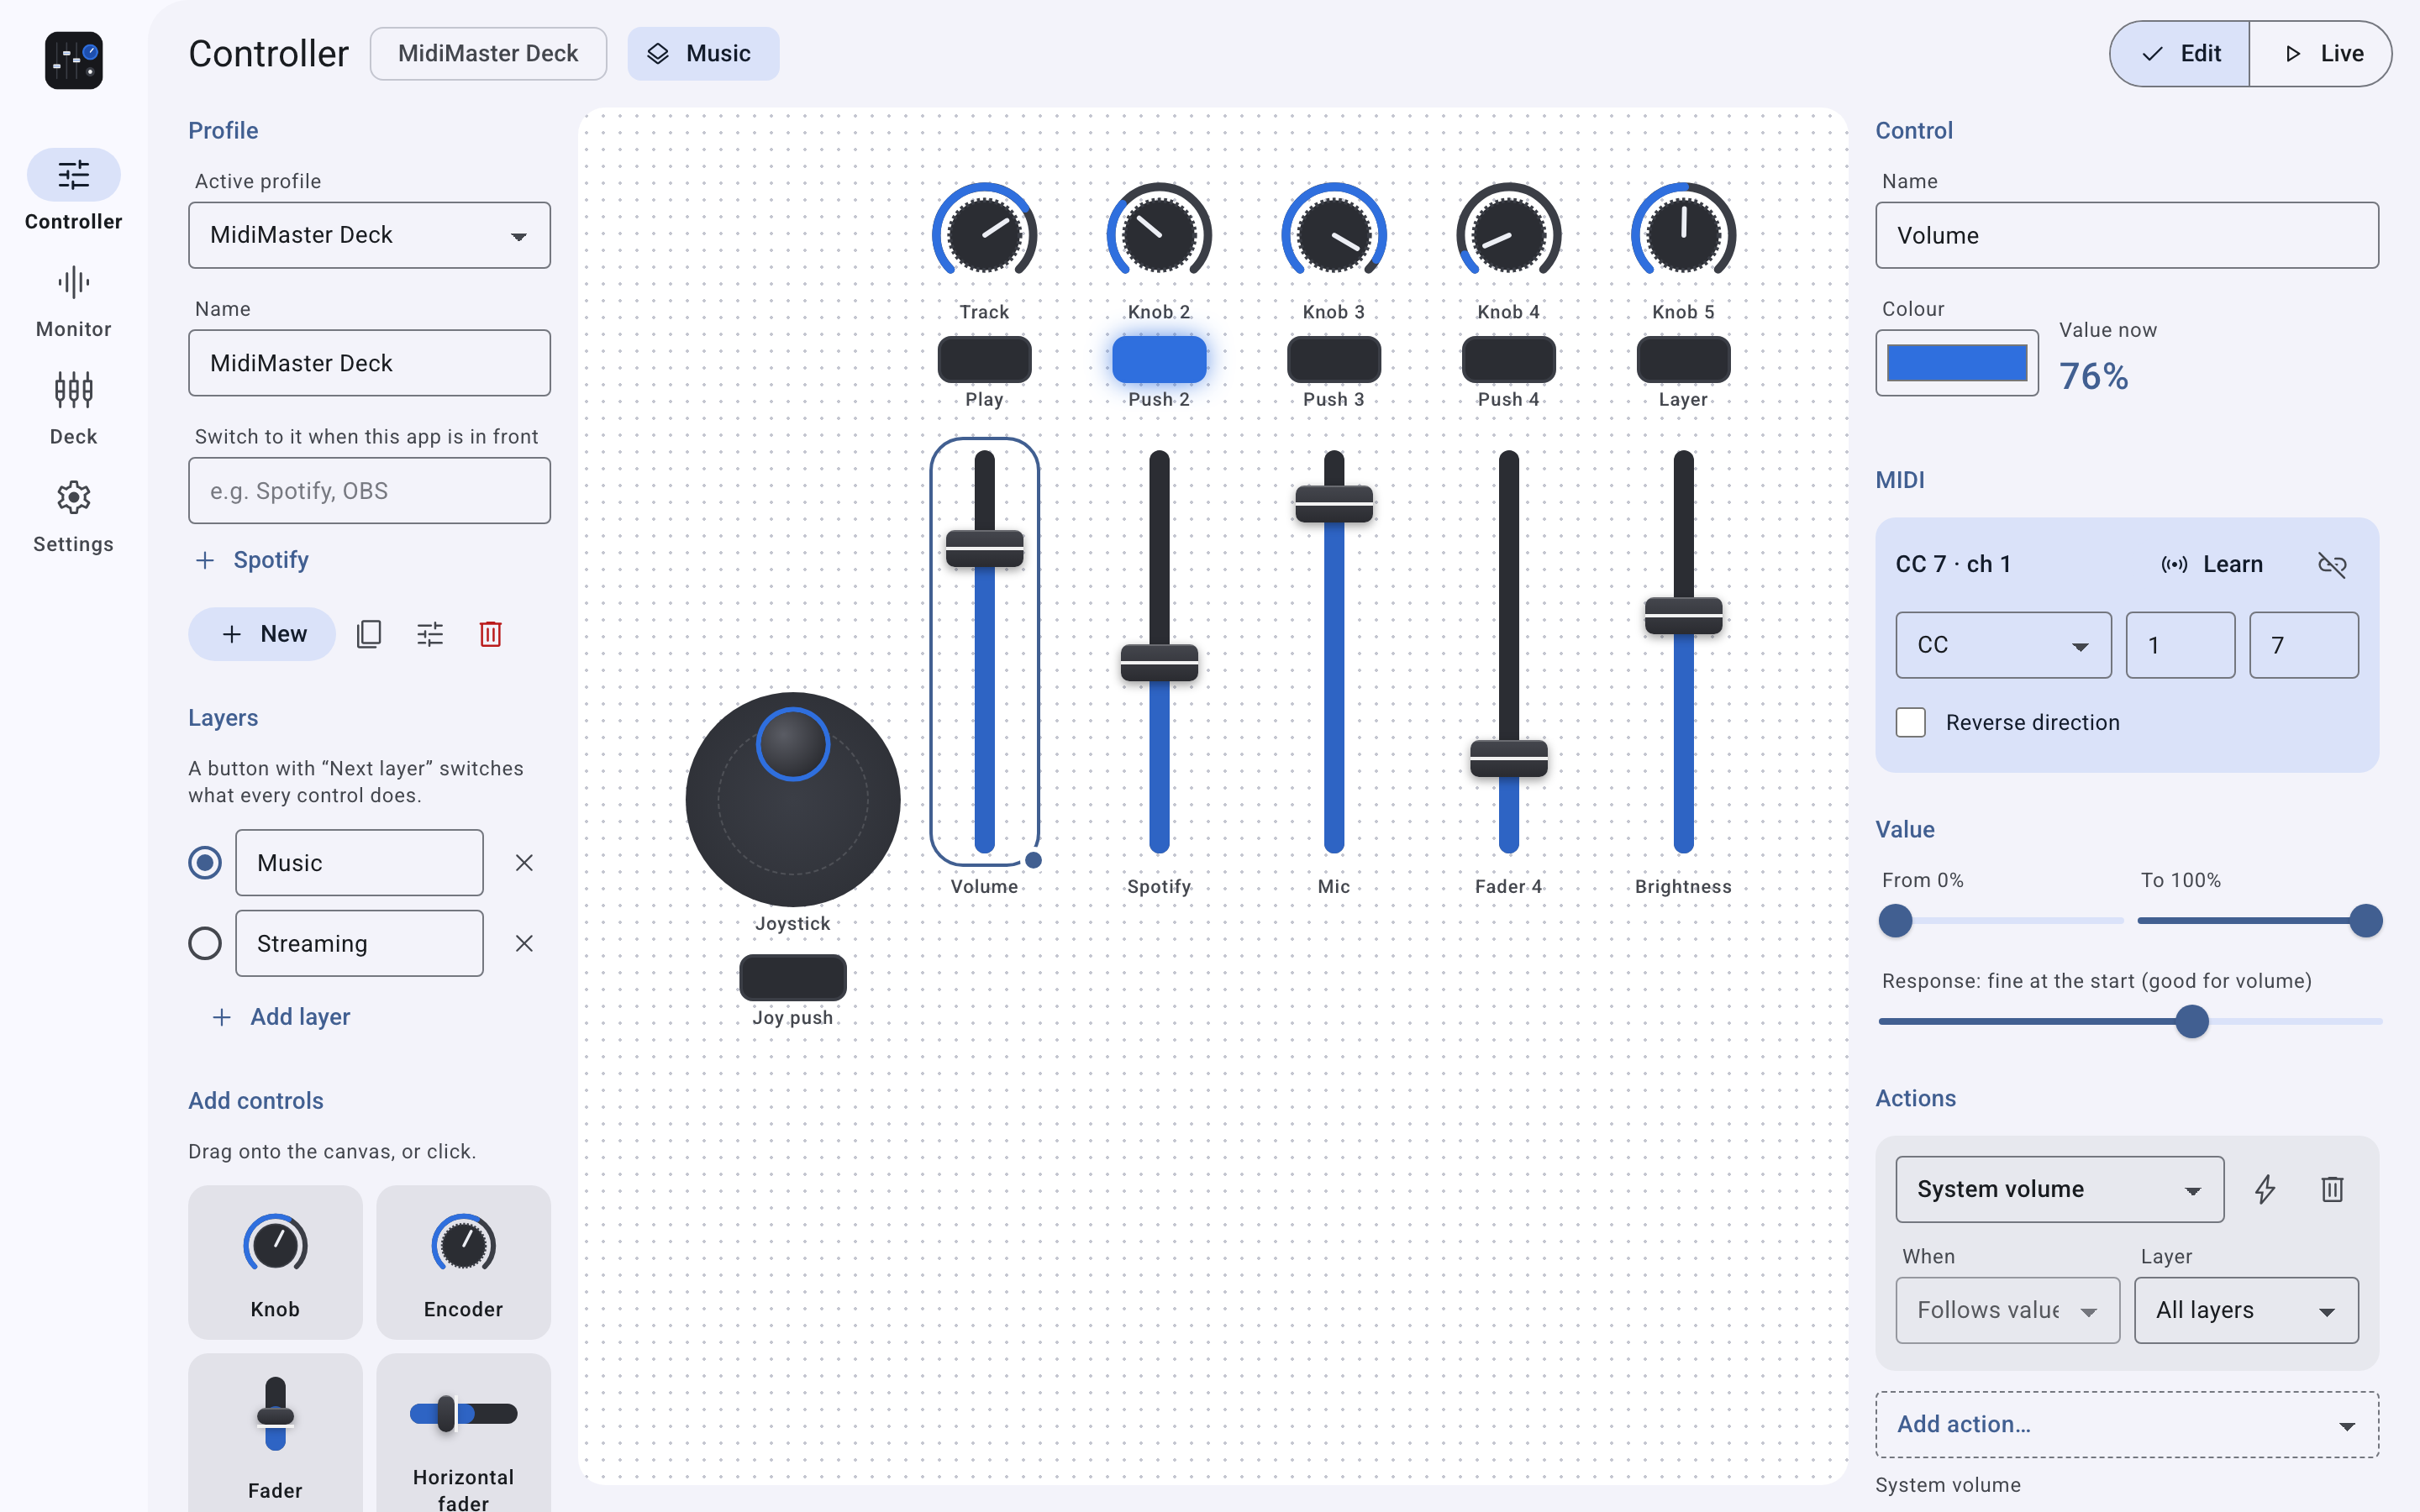 Controller
MidiMaster Deck
Music
Edit
Live
Controller
Monitor
Deck
Settings
Profile
Active profile
MidiMaster Deck
Name
MidiMaster Deck
Switch to it when this app is in front
e.g. Spotify, OBS
Spotify
New
Layers
A button with “Next layer” switches
what every control does.
Music
Streaming
Add layer
Add controls
Drag onto the canvas, or click.
Knob
Encoder
Fader
Horizontal
fader
Track
Knob 2
Knob 3
Knob 4
Knob 5
Play
Push 2
Push 3
Push 4
Layer
Volume
Spotify
Mic
Fader 4
Brightness
Joystick
Joy push
Control
Name
Volume
Colour
Value now
76%
MIDI
CC 7 · ch 1
Learn
CC
1
7
Reverse direction
Value
From 0%
To 100%
Response: fine at the start (good for volume)
Actions
System volume
When
Layer
Follows value
All layers
Add action…
System volume